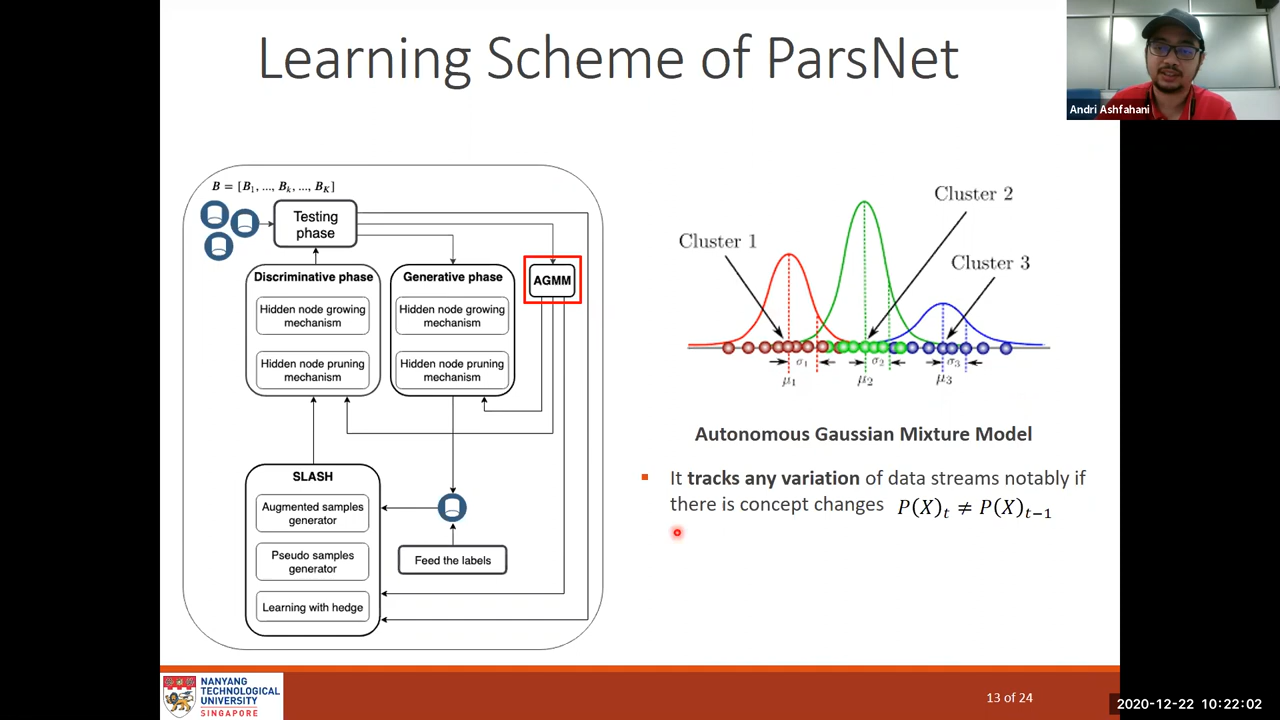 Learning Scheme of ParsNet
Andri Ashfahani
B = [B₁, ..., Bₖ, ..., B_K]
Testing
phase
Discriminative phase
Hidden node growing
mechanism
Hidden node pruning
mechanism
Generative phase
Hidden node growing
mechanism
Hidden node pruning
mechanism
AGMM
SLASH
Augmented samples
generator
Pseudo samples
generator
Learning with hedge
Feed the labels
Cluster 1
Cluster 2
Cluster 3
σ₁
σ₂
σ₃
μ₁
μ₂
μ₃
Autonomous Gaussian Mixture Model
It tracks any variation of data streams notably if
there is concept changes P(X)ₜ ≠ P(X)ₜ₋₁
NANYANG
TECHNOLOGICAL
UNIVERSITY
SINGAPORE
13 of 24
2020-12-22 10:22:02